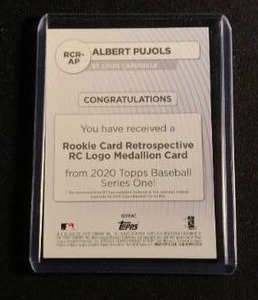 RCR-
AP
ALBERT PUJOLS
ST. LOUIS CARDINALS
CONGRATULATIONS
You have received a
Rookie Card Retrospective
RC Logo Medallion Card
from 2020 Topps Baseball
Series One!
REPRINT
Topps